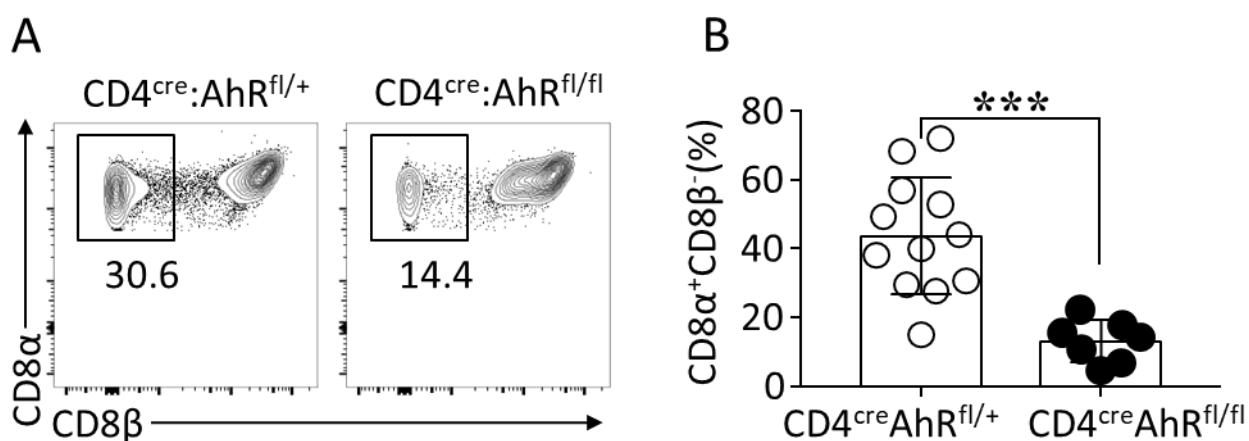 A
CD4ᶜʳᵉ:AhRᶠˡ/⁺ CD4ᶜʳᵉ:AhRᶠˡ/ᶠˡ
30.6 14.4
CD8α
CD8β
B
***
CD8α⁺CD8β⁻(%)
80
60
40
20
0
CD4ᶜʳᵉAhRᶠˡ/⁺ CD4ᶜʳᵉAhRᶠˡ/ᶠˡ